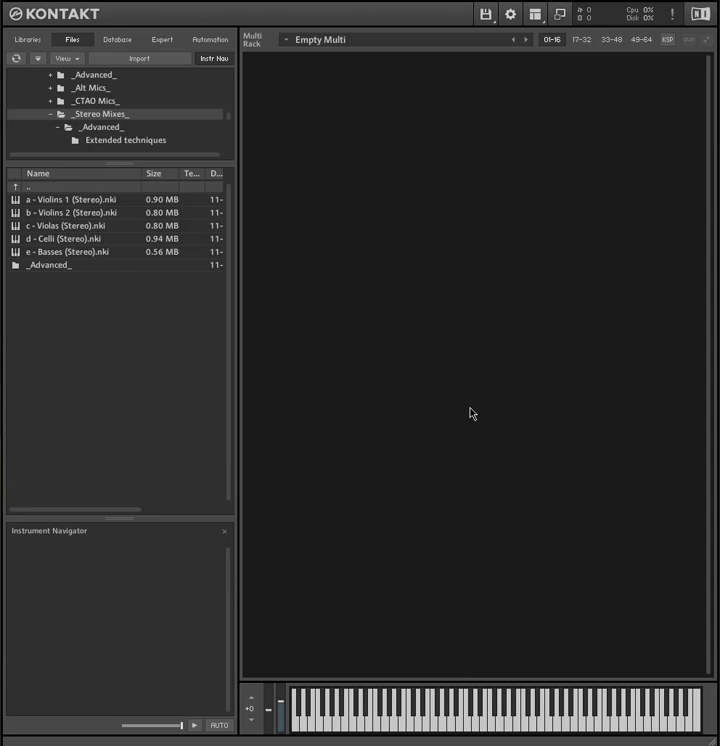 KONTAKT
0
0
Cpu 0%
Disk 0%
!
Libraries Files Database Expert Automation
Multi Rack
Empty Multi
01-16 17-32 33-48 49-64 KSP
View Import Instr Nav
+ _Advanced_
+ _Alt Mics_
+ _CTAO Mics_
- _Stereo Mixes_
- _Advanced_
Extended techniques
Name Size Te... D...
..
a - Violins 1 (Stereo).nki 0.90 MB 11-
b - Violins 2 (Stereo).nki 0.80 MB 11-
c - Violas (Stereo).nki 0.80 MB 11-
d - Celli (Stereo).nki 0.94 MB 11-
e - Basses (Stereo).nki 0.56 MB 11-
_Advanced_ 11-
Instrument Navigator ×
+0
AUTO